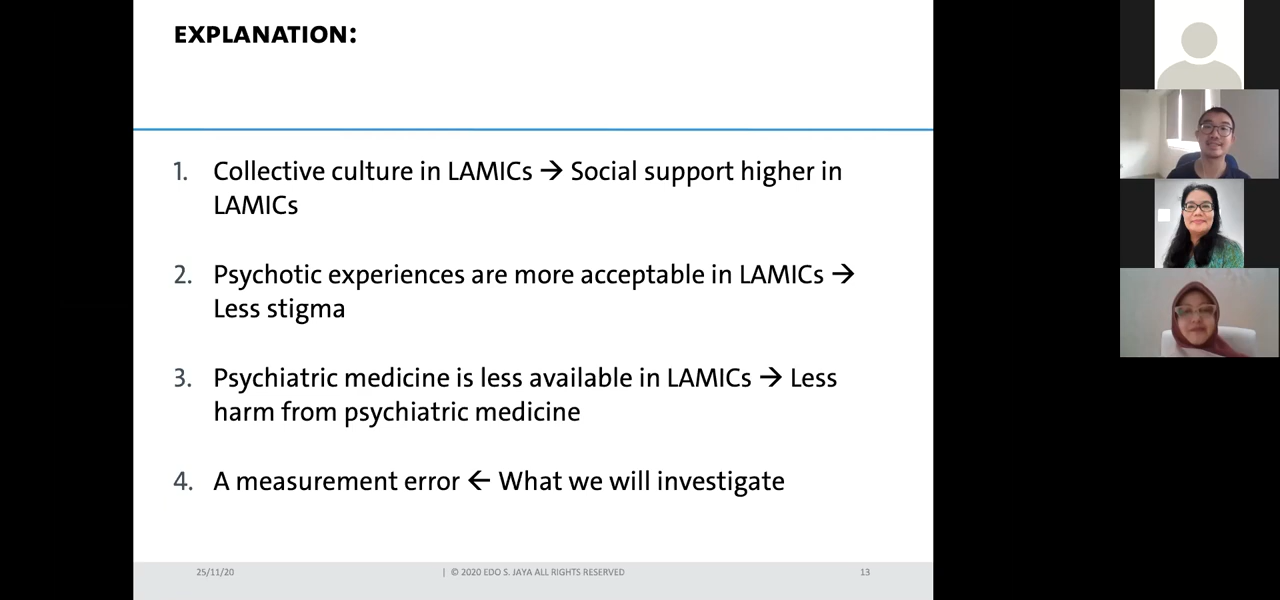 EXPLANATION:
1. Collective culture in LAMICs → Social support higher in
LAMICs
2. Psychotic experiences are more acceptable in LAMICs →
Less stigma
3. Psychiatric medicine is less available in LAMICs → Less
harm from psychiatric medicine
4. A measurement error ← What we will investigate
25/11/20 | © 2020 EDO S. JAYA ALL RIGHTS RESERVED 13